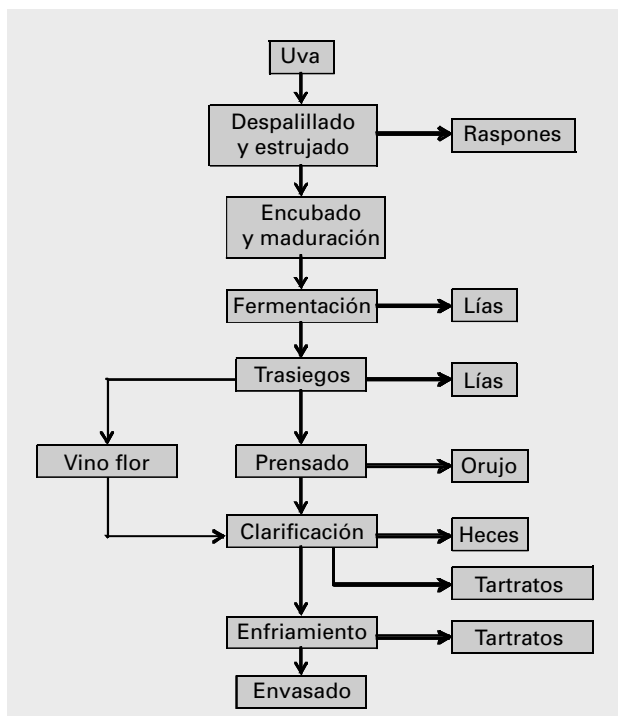 Uva
Despalillado
y estrujado
Raspones
Encubado
y maduración
Fermentación
Lías
Trasiegos
Lías
Vino flor
Prensado
Orujo
Clarificación
Heces
Tartratos
Enfriamiento
Tartratos
Envasado